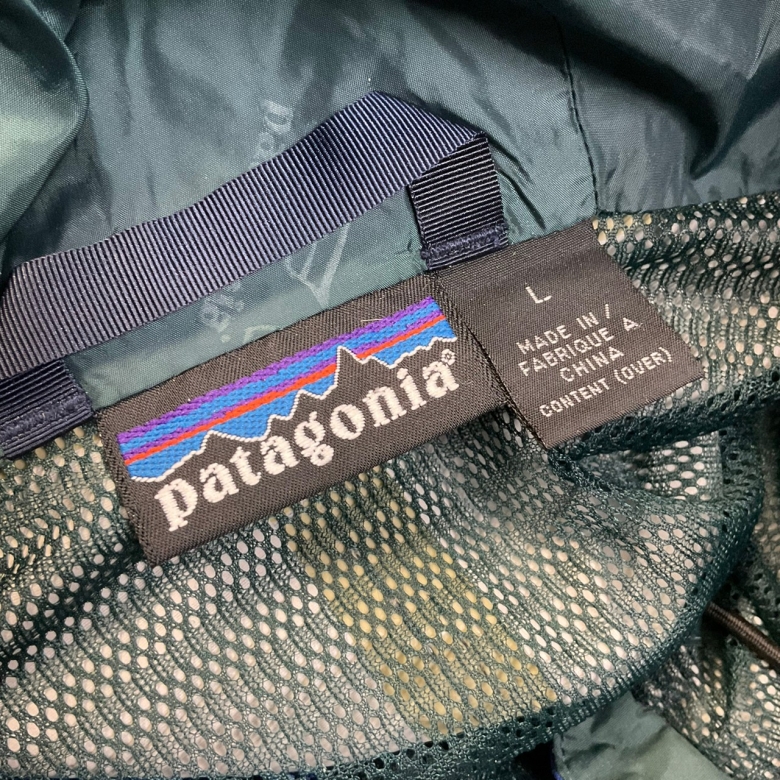 patagonia®
L
MADE IN /
FABRIQUE A
CHINA
CONTENT (OVER)